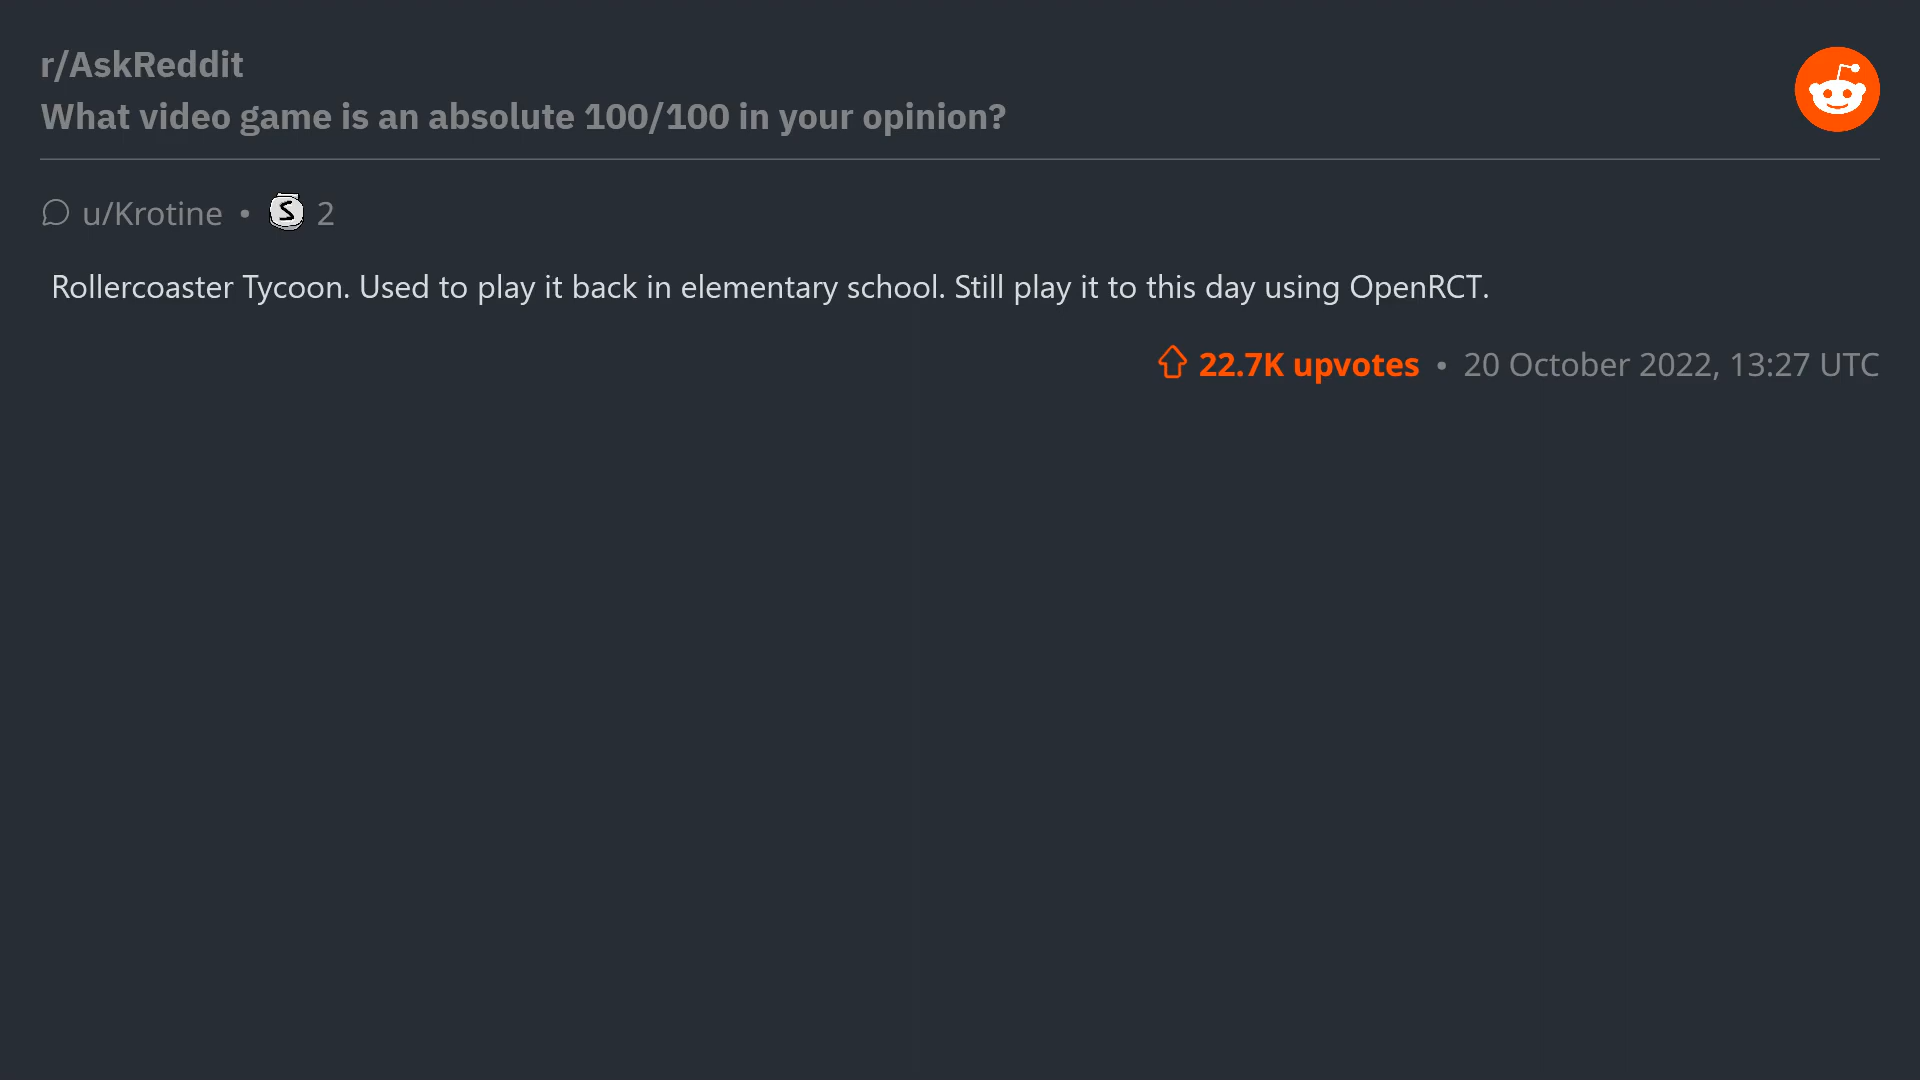 r/AskReddit
What video game is an absolute 100/100 in your opinion?
u/Krotine • S 2
Rollercoaster Tycoon. Used to play it back in elementary school. Still play it to this day using OpenRCT.
22.7K upvotes • 20 October 2022, 13:27 UTC